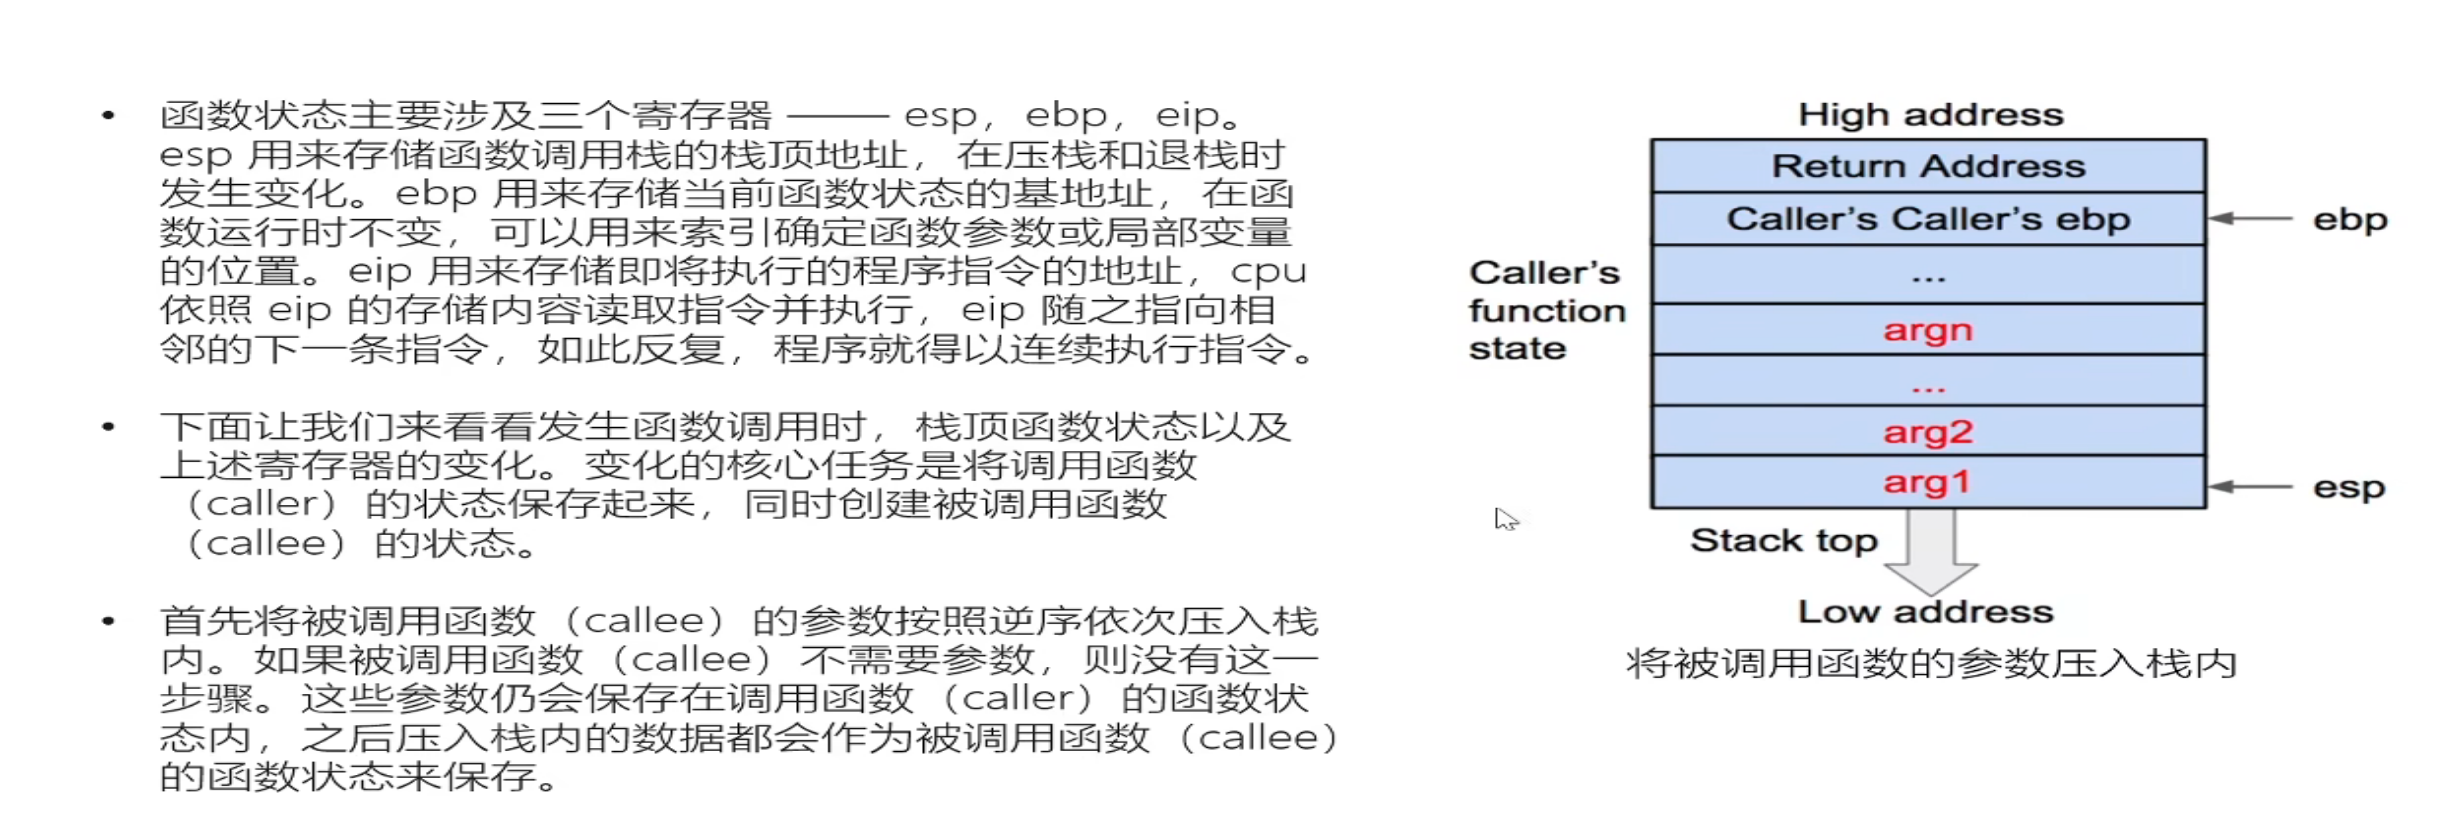 • 函数状态主要涉及三个寄存器 —— esp，ebp，eip。
esp 用来存储函数调用栈的栈顶地址，在压栈和退栈时
发生变化。ebp 用来存储当前函数状态的基地址，在函
数运行时不变，可以用来索引确定函数参数或局部变量
的位置。eip 用来存储即将执行的程序指令的地址，cpu
依照 eip 的存储内容读取指令并执行，eip 随之指向相
邻的下一条指令，如此反复，程序就得以连续执行指令。
• 下面让我们来看看发生函数调用时，栈顶函数状态以及
上述寄存器的变化。变化的核心任务是将调用函数
（caller）的状态保存起来，同时创建被调用函数
（callee）的状态。
• 首先将被调用函数（callee）的参数按照逆序依次压入栈
内。如果被调用函数（callee）不需要参数，则没有这一
步骤。这些参数仍会保存在调用函数（caller）的函数状
态内，之后压入栈内的数据都会作为被调用函数（callee）
的函数状态来保存。
High address
Return Address
Caller’s Caller’s ebp
ebp
...
Caller’s
function
state
argn
...
arg2
arg1
esp
Stack top
Low address
将被调用函数的参数压入栈内